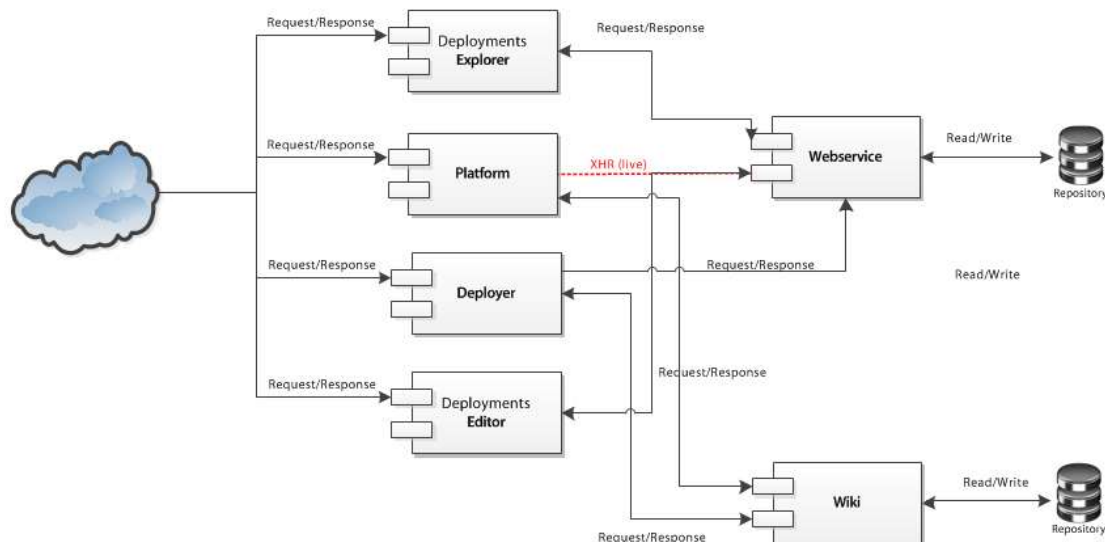 Request/Response
Deployments
Explorer
Request/Response
Request/Response
Platform
XHR (live)
Webservice
Read/Write
Repository
Request/Response
Deployer
Request/Response
Read/Write
Request/Response
Deployments
Editor
Request/Response
Wiki
Read/Write
Repository
Request/Response